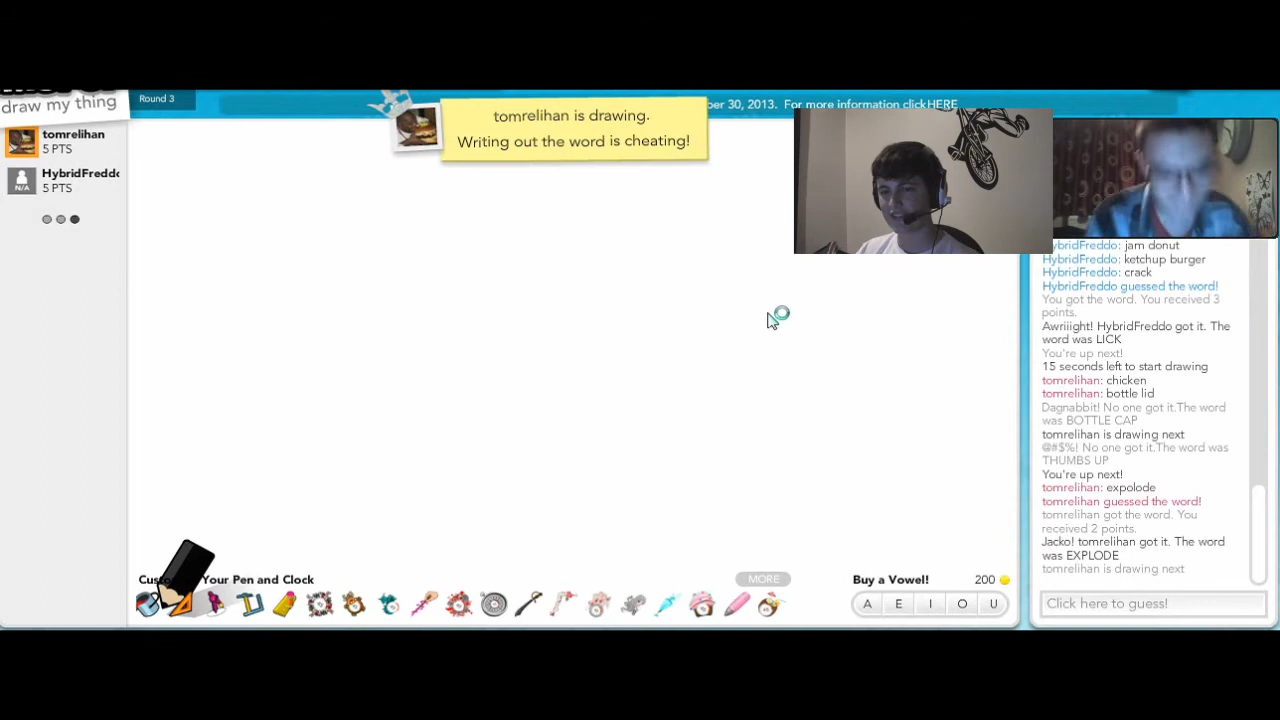 draw my thing
Round 3
ber 30, 2013. For more information clickHERE
tomrelihan is drawing.
Writing out the word is cheating!
tomrelihan
5 PTS
HybridFreddo
N/A
5 PTS
HybridFreddo: jam donut
HybridFreddo: ketchup burger
HybridFreddo: crack
HybridFreddo guessed the word!
You got the word. You received 3
points.
Awriiight! HybridFreddo got it. The
word was LICK
You're up next!
15 seconds left to start drawing
tomrelihan: chicken
tomrelihan: bottle lid
Dagnabbit! No one got it.The word
was BOTTLE CAP
tomrelihan is drawing next
@#$%! No one got it.The word was
THUMBS UP
You're up next!
tomrelihan: expolode
tomrelihan guessed the word!
tomrelihan got the word. You
received 2 points.
Jacko! tomrelihan got it. The word
was EXPLODE
tomrelihan is drawing next
Click here to guess!
Your Pen and Clock
MORE
Buy a Vowel!
200
A E I O U